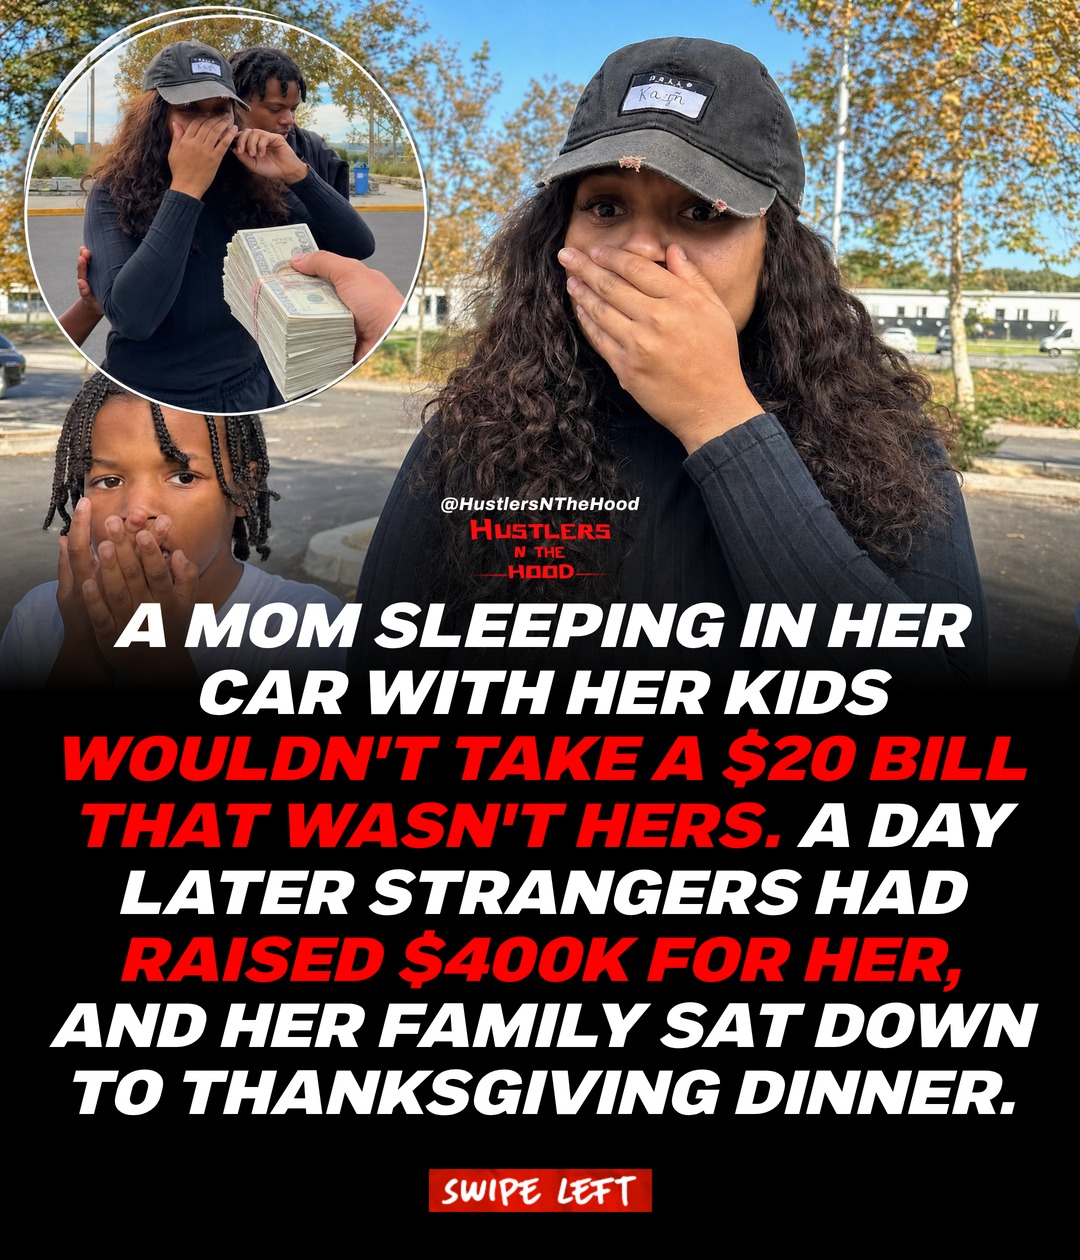 @HustlersNTheHood
HUSTLERS
N THE
HOOD
A MOM SLEEPING IN HER
CAR WITH HER KIDS
WOULDN'T TAKE A $20 BILL
THAT WASN'T HERS. A DAY
LATER STRANGERS HAD
RAISED $400K FOR HER,
AND HER FAMILY SAT DOWN
TO THANKSGIVING DINNER.
SWIPE LEFT